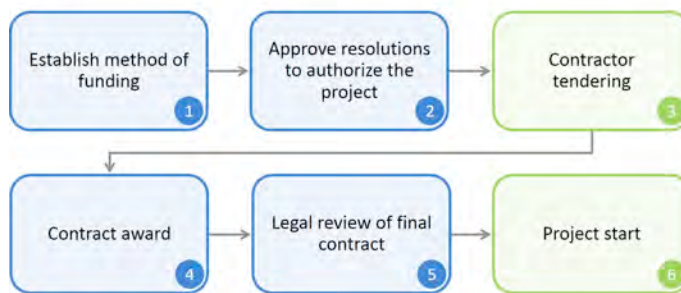 Establish method of
funding
1
Approve resolutions
to authorize the
project
2
Contractor
tendering
3
Contract award
4
Legal review of final
contract
5
Project start
6